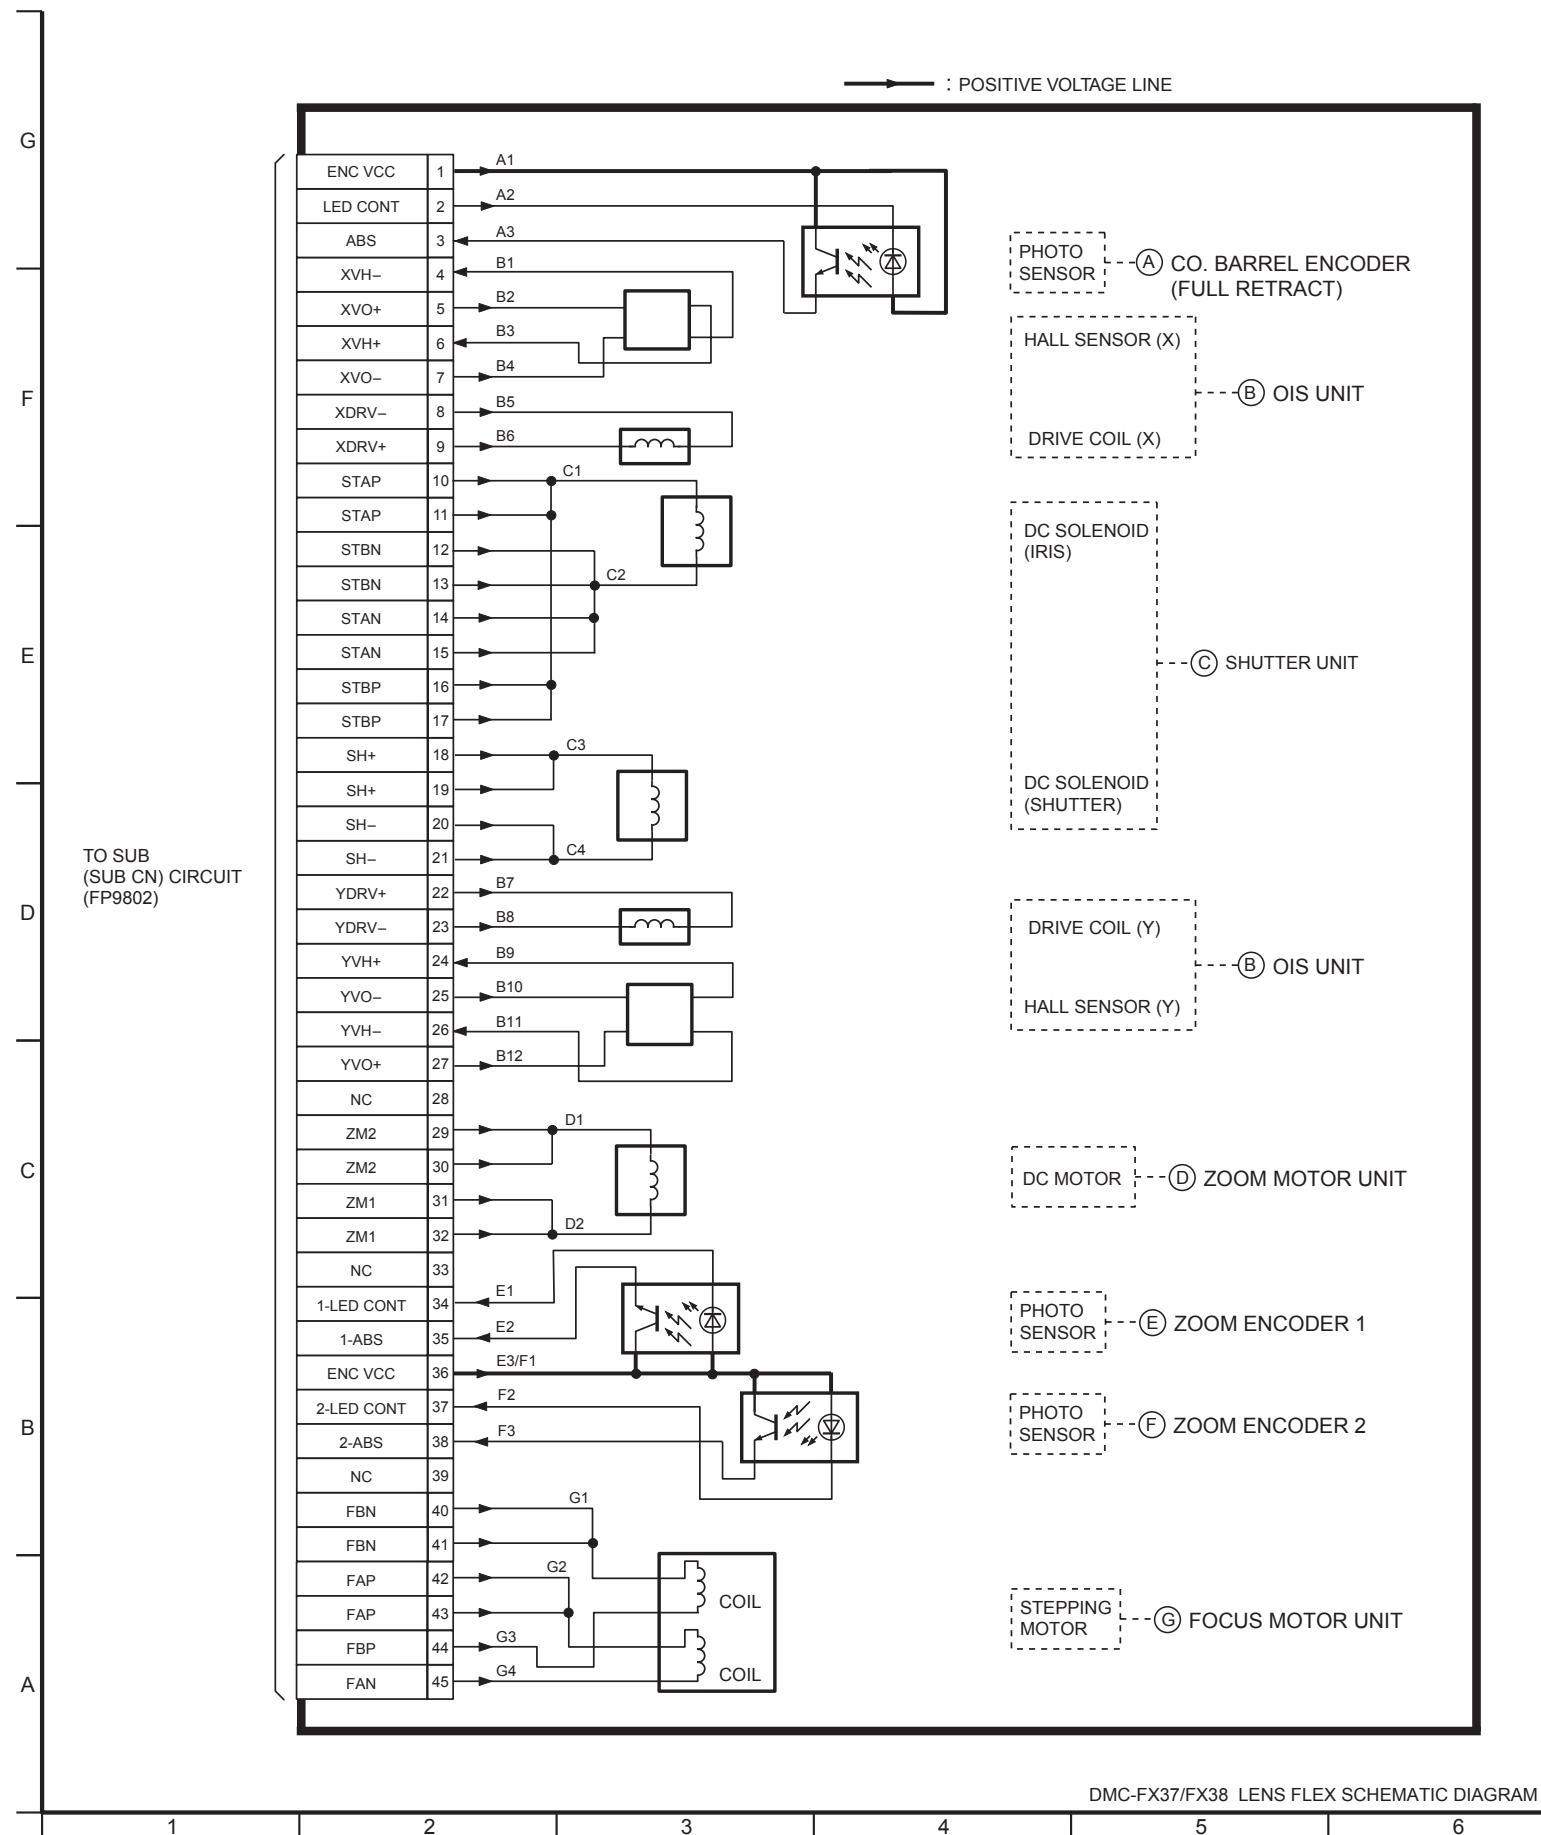 : POSITIVE VOLTAGE LINE
G
F
E
D
C
B
A
TO SUB
(SUB CN) CIRCUIT
(FP9802)
ENC VCC 1 A1
LED CONT 2 A2
ABS 3 A3
XVH– 4 B1
XVO+ 5 B2
XVH+ 6 B3
XVO– 7 B4
XDRV– 8 B5
XDRV+ 9 B6
STAP 10 C1
STAP 11
STBN 12
STBN 13 C2
STAN 14
STAN 15
STBP 16
STBP 17
SH+ 18 C3
SH+ 19
SH– 20
SH– 21 C4
YDRV+ 22 B7
YDRV– 23 B8
YVH+ 24 B9
YVO– 25 B10
YVH– 26 B11
YVO+ 27 B12
NC 28
ZM2 29 D1
ZM2 30
ZM1 31
ZM1 32 D2
NC 33
1-LED CONT 34 E1
1-ABS 35 E2
ENC VCC 36 E3/F1
2-LED CONT 37 F2
2-ABS 38 F3
NC 39
FBN 40 G1
FBN 41
FAP 42 G2
FAP 43
FBP 44 G3
FAN 45 G4
COIL
COIL
PHOTO
SENSOR
A CO. BARREL ENCODER
(FULL RETRACT)
HALL SENSOR (X)
B OIS UNIT
DRIVE COIL (X)
DC SOLENOID
(IRIS)
C SHUTTER UNIT
DC SOLENOID
(SHUTTER)
DRIVE COIL (Y)
B OIS UNIT
HALL SENSOR (Y)
DC MOTOR D ZOOM MOTOR UNIT
PHOTO
SENSOR
E ZOOM ENCODER 1
PHOTO
SENSOR
F ZOOM ENCODER 2
STEPPING
MOTOR
G FOCUS MOTOR UNIT
DMC-FX37/FX38 LENS FLEX SCHEMATIC DIAGRAM
1 2 3 4 5 6